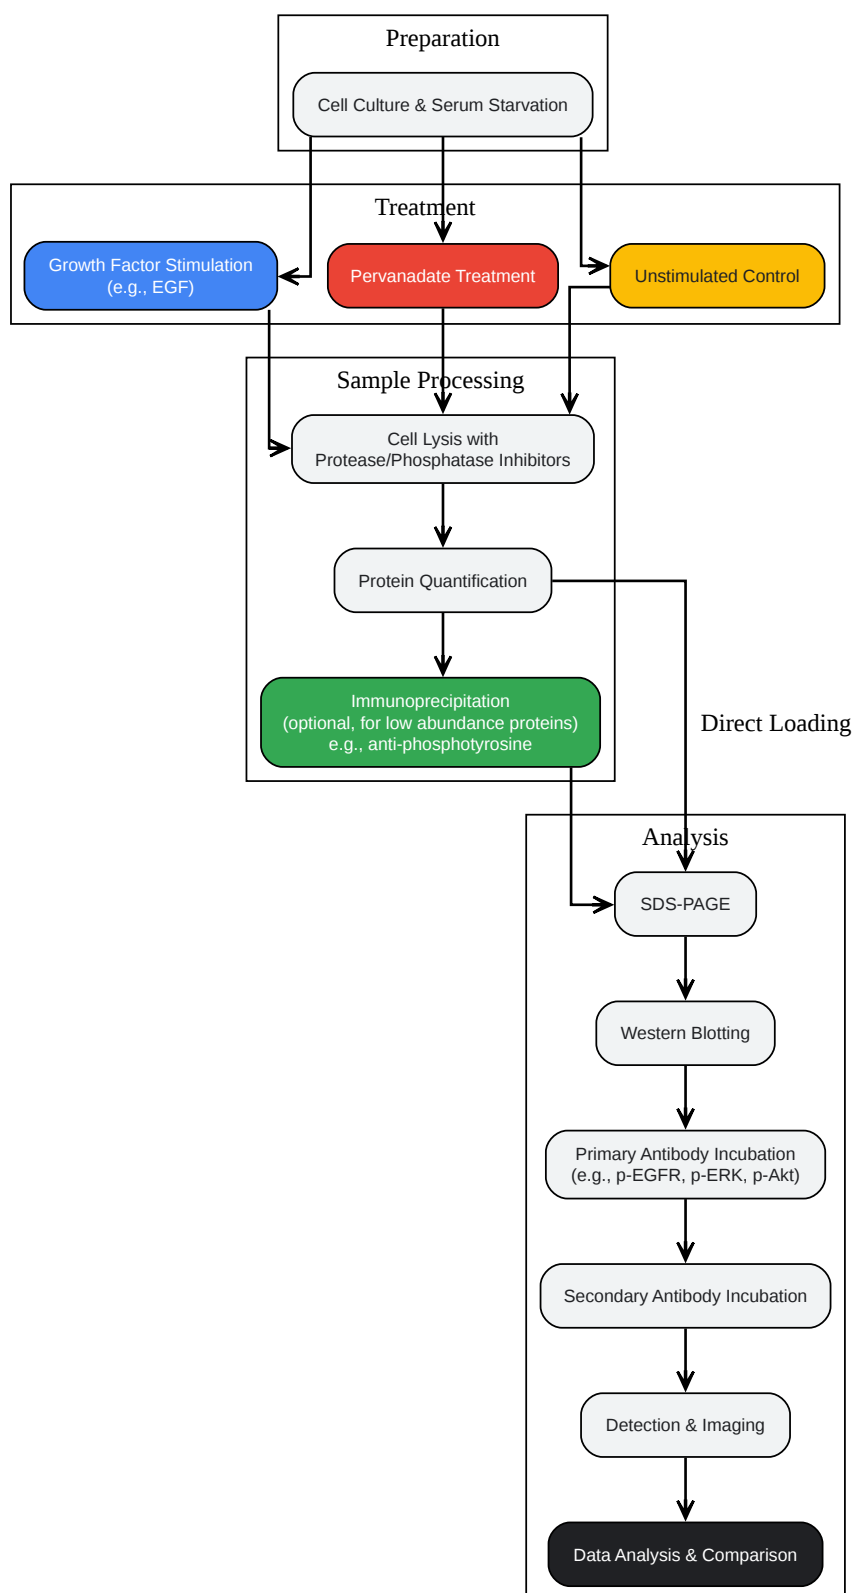 Preparation
Cell Culture & Serum Starvation
Treatment
Growth Factor Stimulation
(e.g., EGF)
Pervanadate Treatment
Unstimulated Control
Sample Processing
Cell Lysis with
Protease/Phosphatase Inhibitors
Protein Quantification
Immunoprecipitation
(optional, for low abundance proteins)
e.g., anti-phosphotyrosine
Direct Loading
Analysis
SDS-PAGE
Western Blotting
Primary Antibody Incubation
(e.g., p-EGFR, p-ERK, p-Akt)
Secondary Antibody Incubation
Detection & Imaging
Data Analysis & Comparison